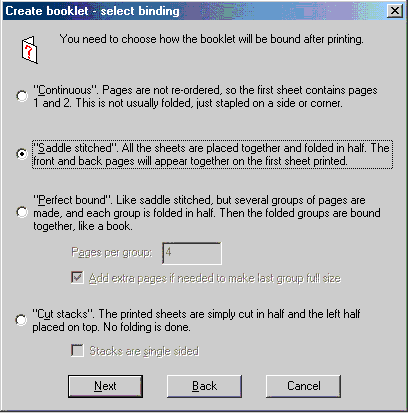 Create booklet - select binding
You need to choose how the booklet will be bound after printing.
"Continuous". Pages are not re-ordered, so the first sheet contains pages
1 and 2. This is not usually folded, just stapled on a side or corner.
"Saddle stitched". All the sheets are placed together and folded in half. The
front and back pages will appear together on the first sheet printed.
"Perfect bound". Like saddle stitched, but several groups of pages are
made, and each group is folded in half. Then the folded groups are bound
together, like a book.
Pages per group: 4
Add extra pages if needed to make last group full size
"Cut stacks". The printed sheets are simply cut in half and the left half
placed on top. No folding is done.
Stacks are single sided
Next Back Cancel